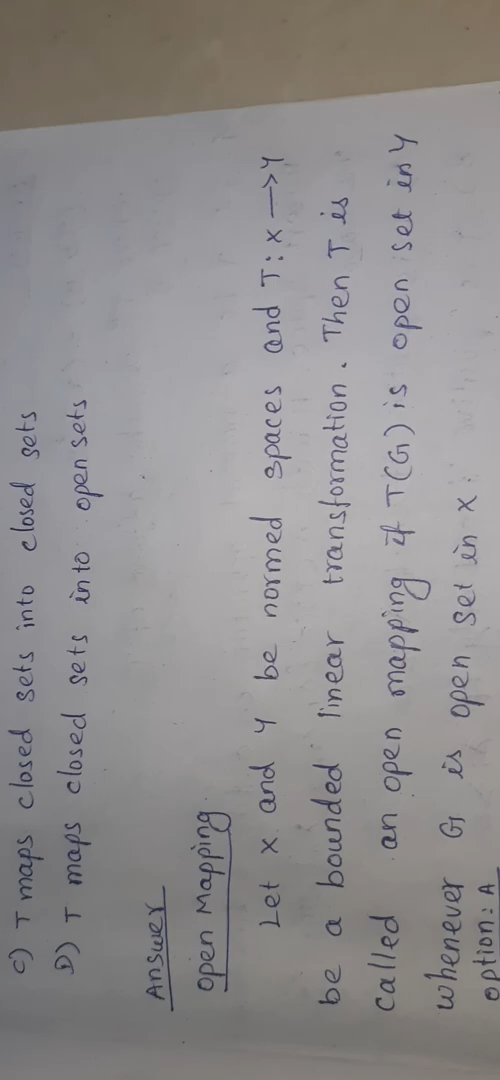 C) T maps closed sets into closed sets
D) T maps closed sets into open sets
Answer
Open Mapping
Let X and Y be normed spaces and T: X → Y
be a bounded linear transformation. Then T is
called an open mapping if T(G) is open set in Y
whenever G is open set in X.
option: A